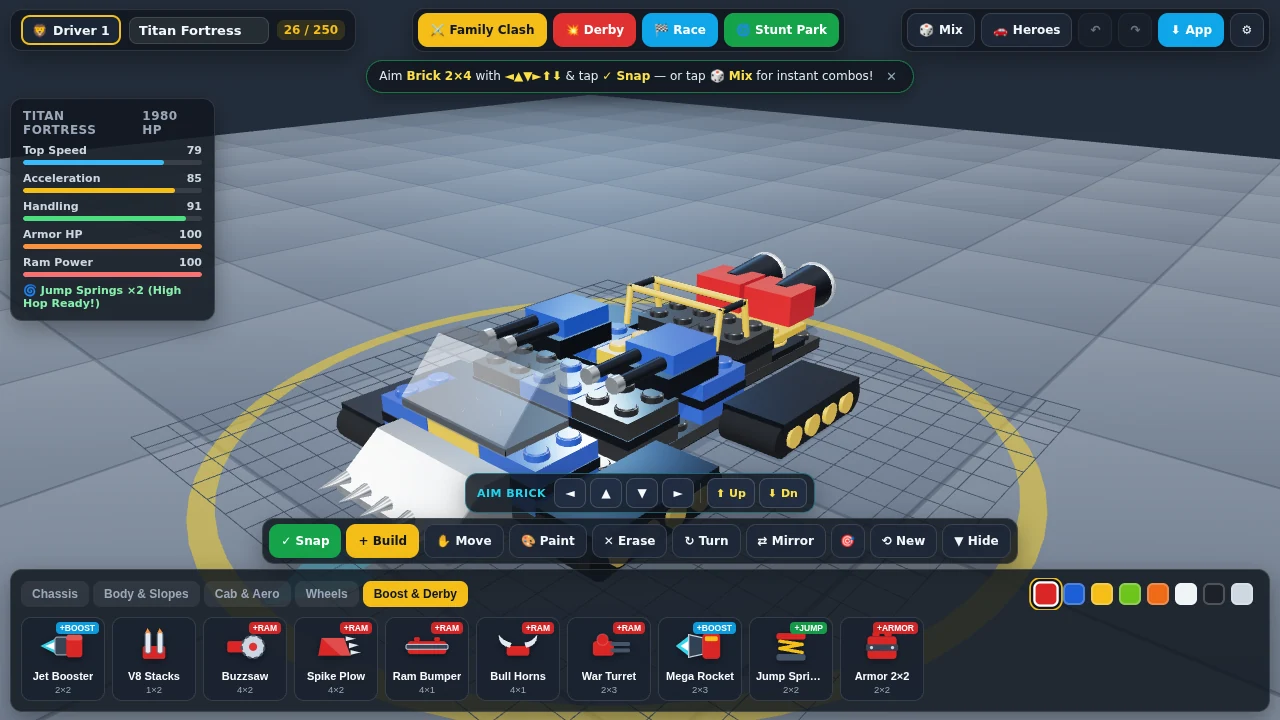 🦁 Driver 1
Titan Fortress
26 / 250
⚔️ Family Clash
💥 Derby
🏁 Race
🌀 Stunt Park
🎲 Mix
🚗 Heroes
↶
↷
⬇ App
⚙
Aim Brick 2×4 with ◄▲▼►⬆⬇ & tap ✓ Snap — or tap 🎲 Mix for instant combos! ✕
TITAN FORTRESS
1980 HP
Top Speed 79
Acceleration 85
Handling 91
Armor HP 100
Ram Power 100
🌀 Jump Springs ×2 (High
Hop Ready!)
AIM BRICK ◄ ▲ ▼ ► ⬆ Up ⬇ Dn
✓ Snap
+ Build
✋ Move
🎨 Paint
✕ Erase
↻ Turn
⇄ Mirror
🎯
⟲ New
▼ Hide
Chassis
Body & Slopes
Cab & Aero
Wheels
Boost & Derby
+BOOST
Jet Booster
2×2
V8 Stacks
1×2
+RAM
Buzzsaw
4×2
+RAM
Spike Plow
4×2
+RAM
Ram Bumper
4×1
+RAM
Bull Horns
4×1
+RAM
War Turret
2×3
+BOOST
Mega Rocket
2×3
+JUMP
Jump Spri...
2×2
+ARMOR
Armor 2×2
2×2